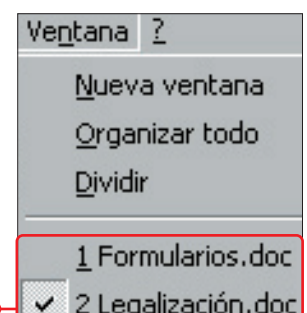 Ventana ?
Nueva ventana
Organizar todo
Dividir
1 Formularios.doc
2 Legalización.doc